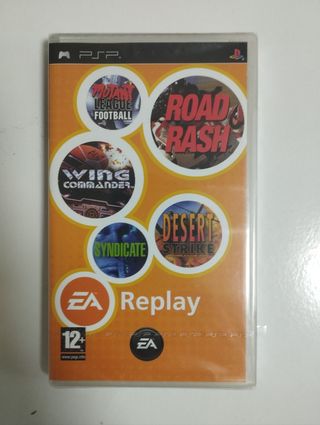 PSP
MUTANT
LEAGUE
FOOTBALL
ROAD
RASH
WING
COMMANDER
SYNDICATE
DESERT
STRIKE
EA Replay
12+
www.pegi.info
EA